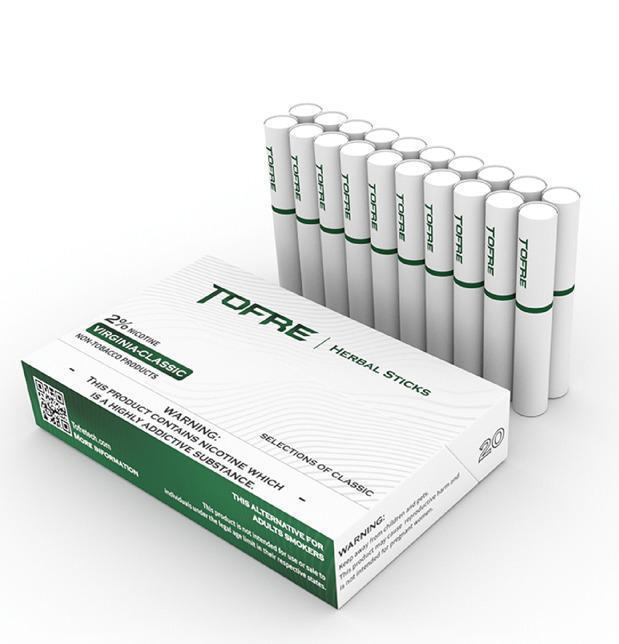 TOFRE
TOFRE
TOFRE
TOFRE
TOFRE
TOFRE
TOFRE
TOFRE
TOFRE
TOFRE
TOFRE | HERBAL STICKS
2% NICOTINE
VIRGINIA-CLASSIC
NON-TOBACCO PRODUCTS
- WARNING:
THIS PRODUCT CONTAINS NICOTINE WHICH
IS A HIGHLY ADDICTIVE SUBSTANCE. -
SELECTIONS OF CLASSIC
20
Tofretech.com
MORE INFORMATION
THIS ALTERNATIVE FOR
ADULTS SMOKERS
This product is not intended for use or sale to
individuals under the legal age limit in their respective states.
WARNING:
Keep away from children and pets.
This product may cause reproductive harm and
is not intended for pregnant women.